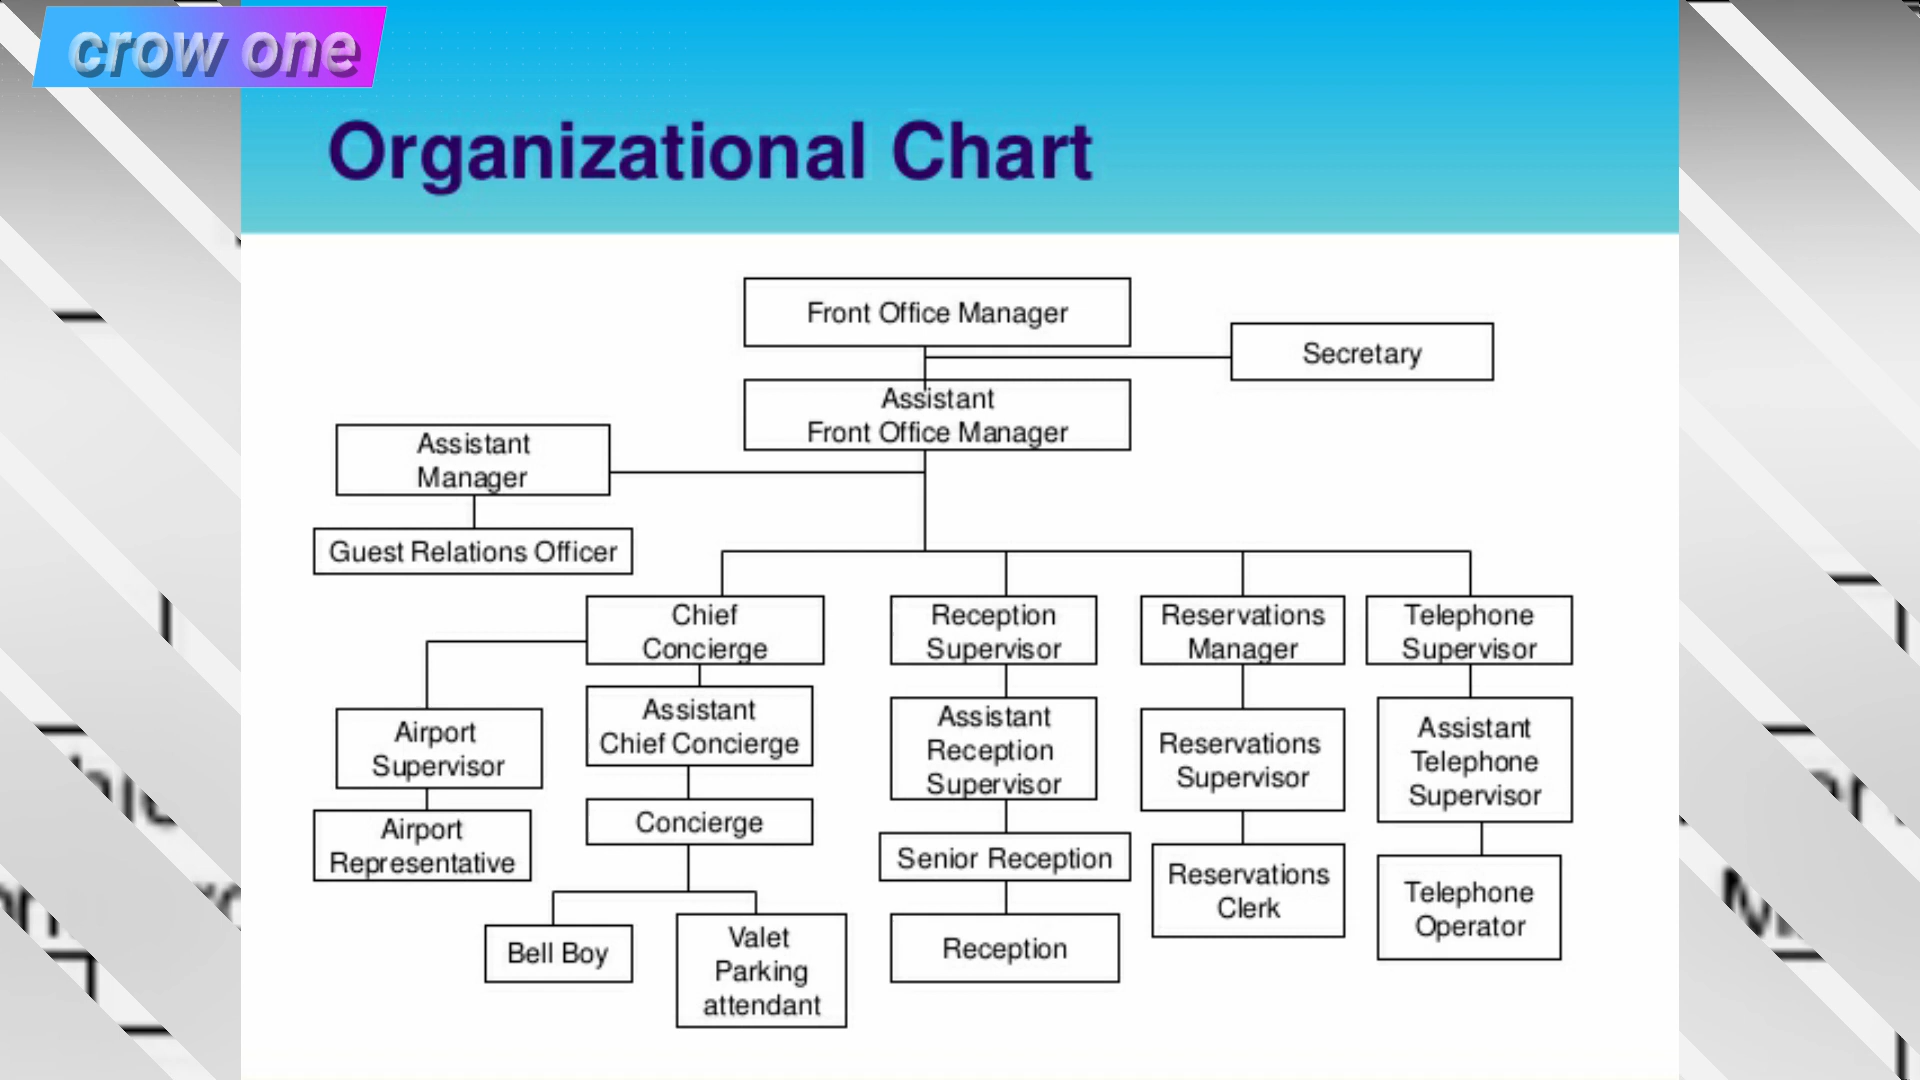 crow one
Organizational Chart
Front Office Manager
Secretary
Assistant
Front Office Manager
Assistant
Manager
Guest Relations Officer
Chief
Concierge
Reception
Supervisor
Reservations
Manager
Telephone
Supervisor
Airport
Supervisor
Assistant
Chief Concierge
Assistant
Reception
Supervisor
Reservations
Supervisor
Assistant
Telephone
Supervisor
Airport
Representative
Concierge
Senior Reception
Reservations
Clerk
Telephone
Operator
Bell Boy
Valet
Parking
attendant
Reception